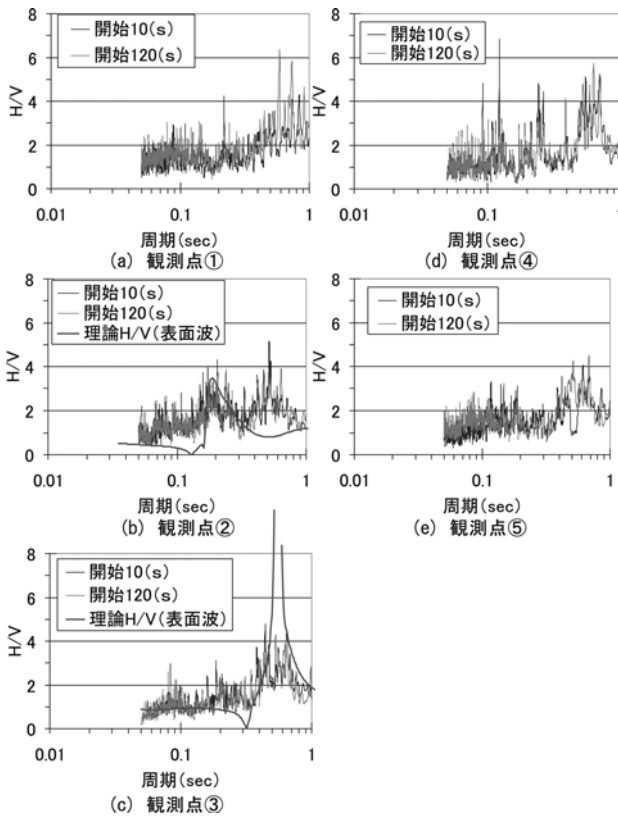 H/V
8
6
4
2
0
開始10(s)
開始120(s)
0.01
0.1
1
周期(sec)
(a) 観測点①
H/V
8
6
4
2
0
開始10(s)
開始120(s)
0.01
0.1
1
周期(sec)
(d) 観測点④
H/V
8
6
4
2
0
開始10(s)
開始120(s)
理論H/V(表面波)
0.01
0.1
1
周期(sec)
(b) 観測点②
H/V
8
6
4
2
0
開始10(s)
開始120(s)
0.01
0.1
1
周期(sec)
(e) 観測点⑤
H/V
8
6
4
2
0
開始10(s)
開始120(s)
理論H/V(表面波)
0.01
0.1
1
周期(sec)
(c) 観測点③